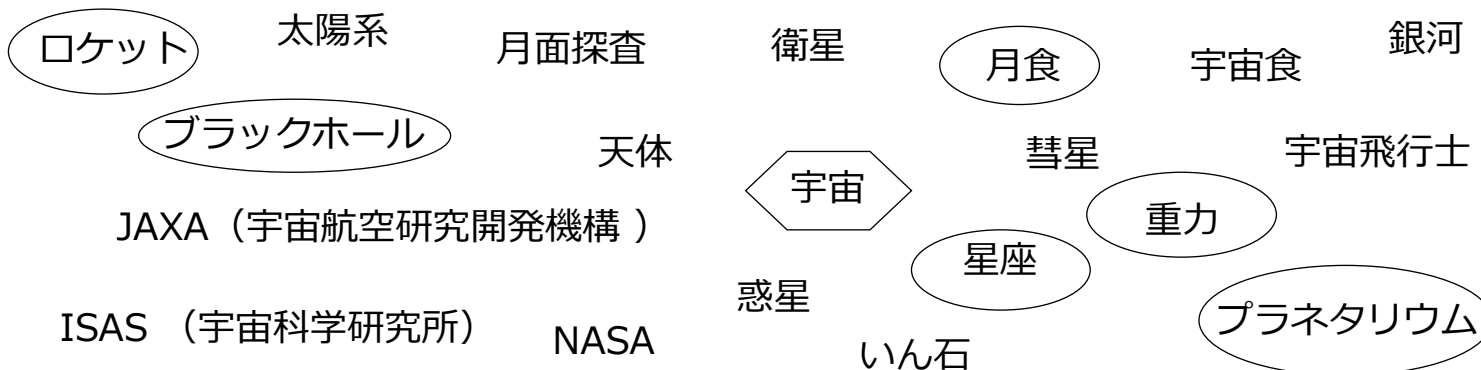 ロケット
太陽系
月面探査
衛星
月食
宇宙食
銀河
ブラックホール
天体
宇宙
彗星
宇宙飛行士
JAXA（宇宙航空研究開発機構 ）
星座
重力
ISAS （宇宙科学研究所）
NASA
惑星
いん石
プラネタリウム